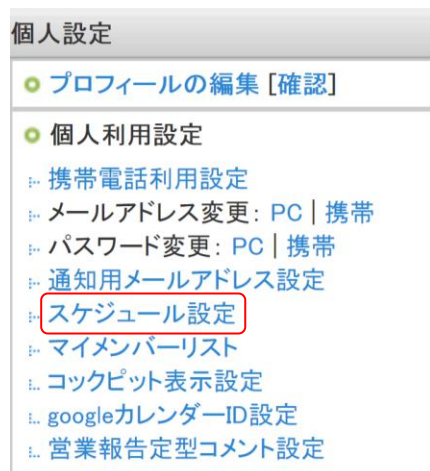 個人設定
プロフィールの編集 [確認]
個人利用設定
携帯電話利用設定
メールアドレス変更: PC | 携帯
パスワード変更: PC | 携帯
通知用メールアドレス設定
スケジュール設定
マイメンバーリスト
コックピット表示設定
googleカレンダーID設定
営業報告定型コメント設定